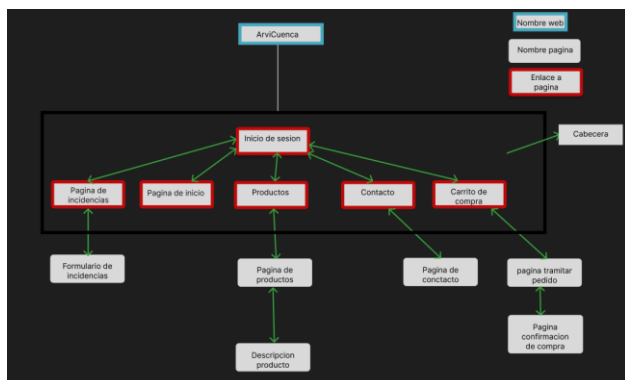 ArviCuenca
Nombre web
Nombre pagina
Enlace a
pagina
Inicio de sesion
Cabecera
Pagina de
incidencias
Pagina de inicio
Productos
Contacto
Carrito de
compra
Formulario de
incidencias
Pagina de
productos
Pagina de
conctacto
pagina tramitar
pedido
Pagina
confirmacion
de compra
Descripcion
producto